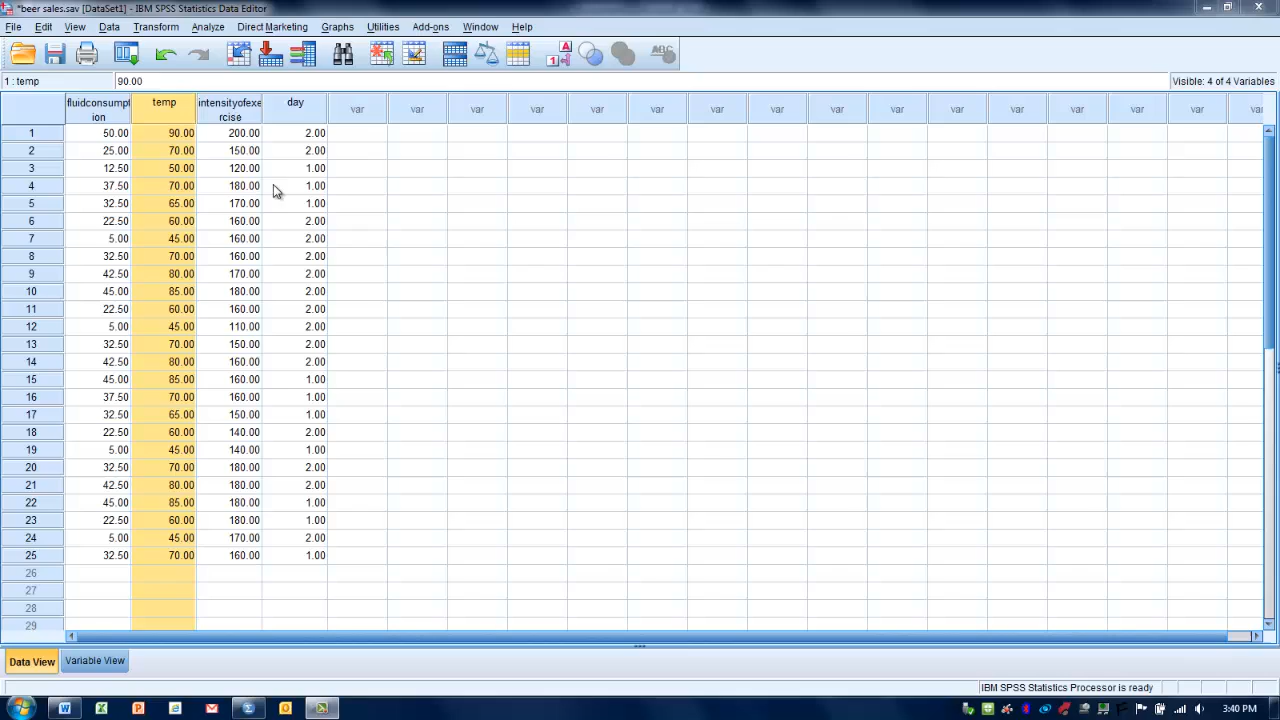 *beer sales.sav [DataSet1] - IBM SPSS Statistics Data Editor
File Edit View Data Transform Analyze Direct Marketing Graphs Utilities Add-ons Window Help
1 : temp 90.00 Visible: 4 of 4 Variables
fluidconsumpt temp intensityofexe day var var var var var var var var var var var var var var var va
ion rcise
1 50.00 90.00 200.00 2.00
2 25.00 70.00 150.00 2.00
3 12.50 50.00 120.00 1.00
4 37.50 70.00 180.00 1.00
5 32.50 65.00 170.00 1.00
6 22.50 60.00 160.00 2.00
7 5.00 45.00 160.00 2.00
8 32.50 70.00 160.00 2.00
9 42.50 80.00 170.00 2.00
10 45.00 85.00 180.00 2.00
11 22.50 60.00 160.00 2.00
12 5.00 45.00 110.00 2.00
13 32.50 70.00 150.00 2.00
14 42.50 80.00 160.00 2.00
15 45.00 85.00 160.00 1.00
16 37.50 70.00 160.00 1.00
17 32.50 65.00 150.00 1.00
18 22.50 60.00 140.00 2.00
19 5.00 45.00 140.00 1.00
20 32.50 70.00 180.00 2.00
21 42.50 80.00 180.00 2.00
22 45.00 85.00 180.00 1.00
23 22.50 60.00 180.00 1.00
24 5.00 45.00 170.00 2.00
25 32.50 70.00 160.00 1.00
26
27
28
29
Data View Variable View
IBM SPSS Statistics Processor is ready
3:40 PM